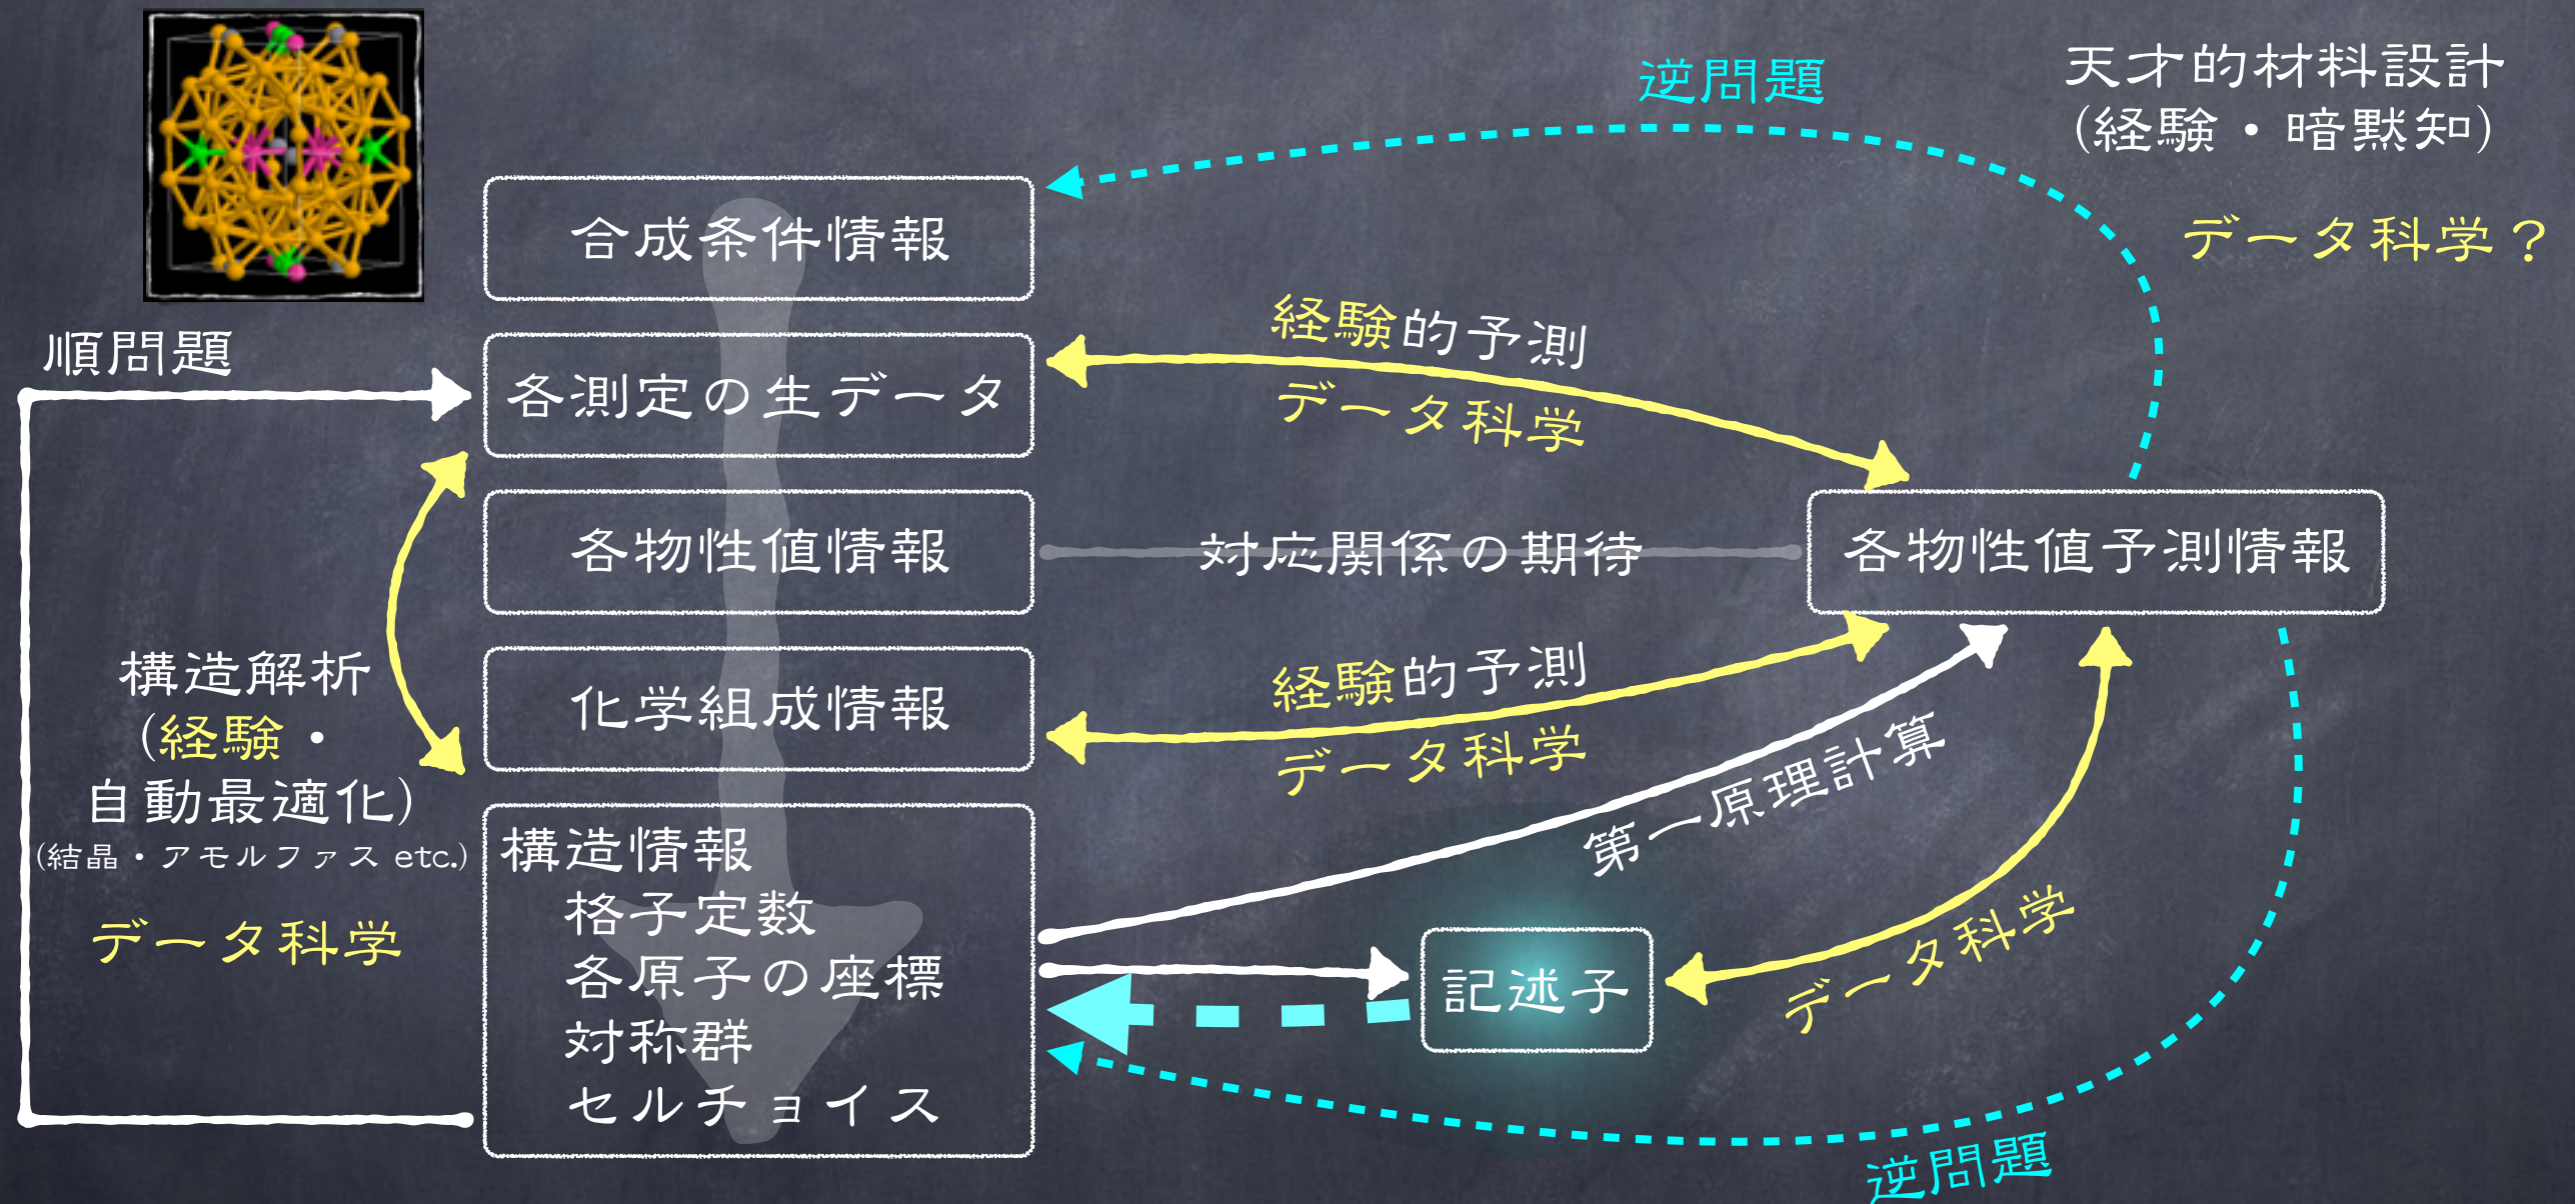 逆問題
天才的材料設計
(経験・暗黙知)
データ科学？
合成条件情報
順問題
各測定の生データ
経験的予測
データ科学
各物性値情報
対応関係の期待
各物性値予測情報
構造解析
(経験・
自動最適化)
(結晶・アモルファス etc.)
データ科学
化学組成情報
経験的予測
データ科学
第一原理計算
構造情報
格子定数
各原子の座標
対称群
セルチョイス
記述子
データ科学
逆問題